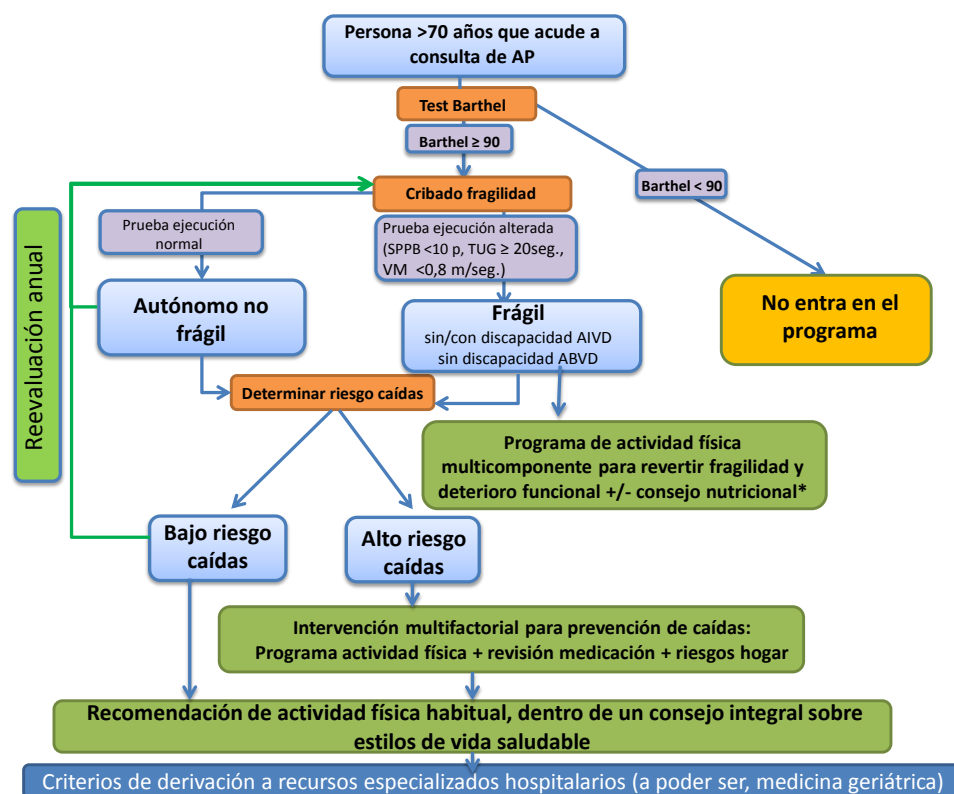 Persona >70 años que acude a
consulta de AP
Test Barthel
Barthel ≥ 90
Barthel < 90
Cribado fragilidad
Prueba ejecución
normal
Prueba ejecución alterada
(SPPB <10 p, TUG ≥ 20seg.,
VM <0,8 m/seg.)
Reevaluación anual
Autónomo no
frágil
Frágil
sin/con discapacidad AIVD
sin discapacidad ABVD
No entra en el
programa
Determinar riesgo caídas
Programa de actividad física
multicomponente para revertir fragilidad y
deterioro funcional +/- consejo nutricional*
Bajo riesgo
caídas
Alto riesgo
caídas
Intervención multifactorial para prevención de caídas:
Programa actividad física + revisión medicación + riesgos hogar
Recomendación de actividad física habitual, dentro de un consejo integral sobre
estilos de vida saludable
Criterios de derivación a recursos especializados hospitalarios (a poder ser, medicina geriátrica)